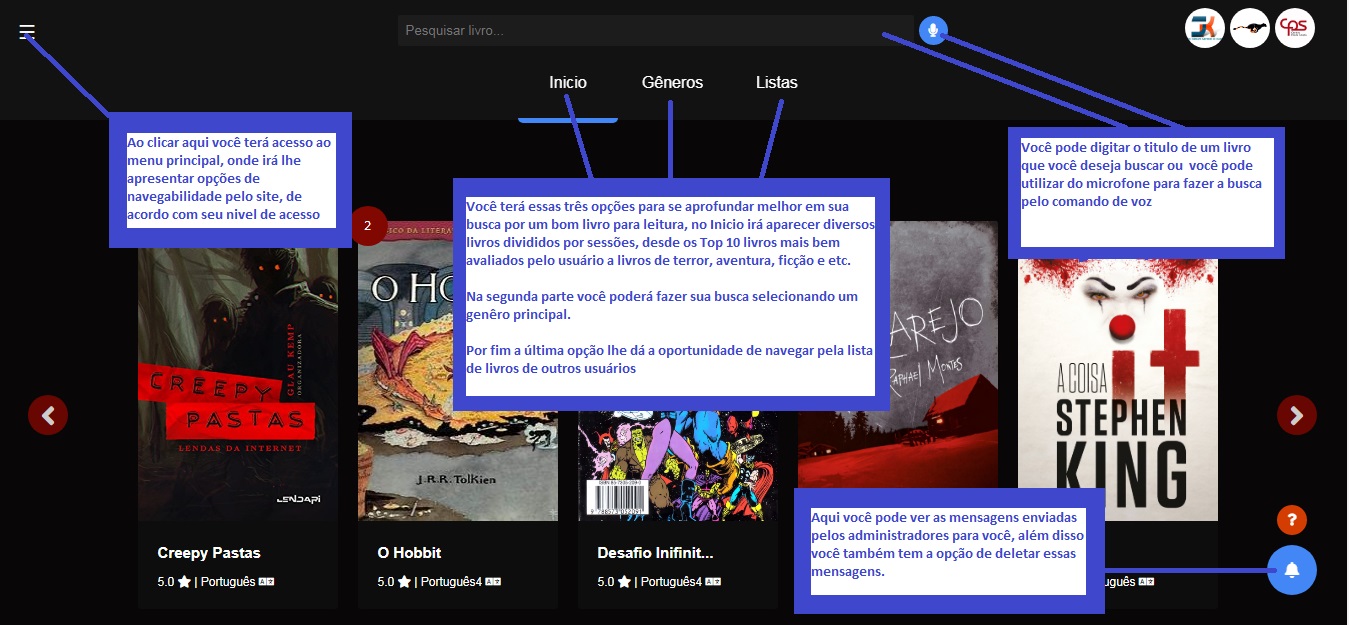 Pesquisar livro...
CPS
Inicio
Gêneros
Listas
Ao clicar aqui você terá acesso ao
menu principal, onde irá lhe
apresentar opções de
navegabilidade pelo site, de
acordo com seu nivel de acesso
Você pode digitar o titulo de um livro
que você deseja buscar ou você pode
utilizar do microfone para fazer a busca
pelo comando de voz
Você terá essas três opções para se aprofundar melhor em sua
busca por um bom livro para leitura, no Inicio irá aparecer diversos
livros divididos por sessões, desde os Top 10 livros mais bem
avaliados pelo usuário a livros de terror, aventura, ficção e etc.
Na segunda parte você poderá fazer sua busca selecionando um
genêro principal.
Por fim a última opção lhe dá a oportunidade de navegar pela lista
de livros de outros usuários
2
GLAU KEMP
ORGANIZADORA
CREEPY
PASTAS
LENDAS DA INTERNET
LENDARI
O HO
J.R.R. TOLKIEN
AREJO
RAPHAEL MONTES
A COISA
it
STEPHEN
KING
Aqui você pode ver as mensagens enviadas
pelos administradores para você, além disso
você também tem a opção de deletar essas
mensagens.
?
Creepy Pastas
5.0 | Português
O Hobbit
5.0 | Português4
Desafio Inifinit...
5.0 | Português4
guês